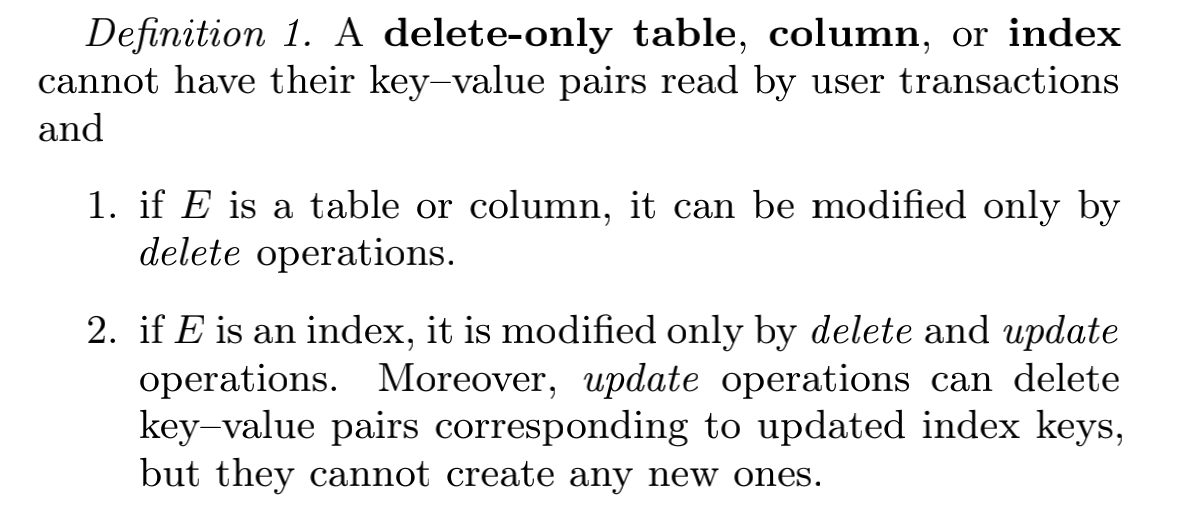 Definition 1. A delete-only table, column, or index
cannot have their key–value pairs read by user transactions
and
1. if E is a table or column, it can be modified only by
delete operations.
2. if E is an index, it is modified only by delete and update
operations. Moreover, update operations can delete
key–value pairs corresponding to updated index keys,
but they cannot create any new ones.